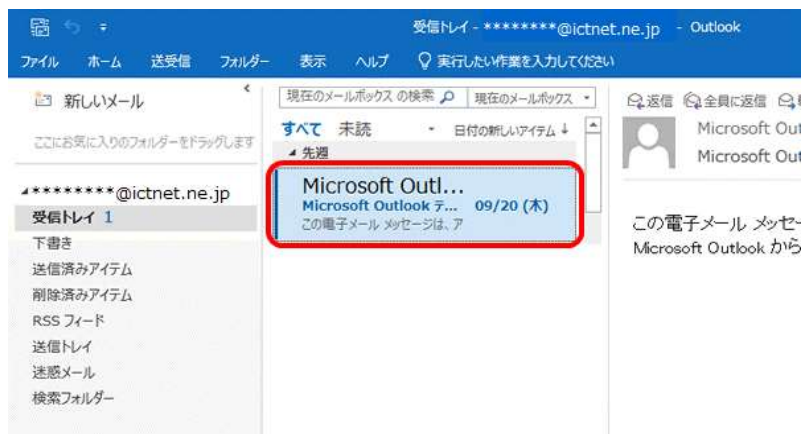 受信トレイ - ********@ictnet.ne.jp - Outlook
ファイル ホーム 送受信 フォルダー 表示 ヘルプ 実行したい作業を入力してください
新しいメール
ここにお気に入りのフォルダーをドラッグします
********@ictnet.ne.jp
受信トレイ 1
下書き
送信済みアイテム
削除済みアイテム
RSS フィード
送信トレイ
迷惑メール
検索フォルダー
現在のメールボックス の検索 現在のメールボックス
すべて 未読 日付の新しいアイテム ↓
先週
Microsoft Outl...
Microsoft Outlook テ... 09/20 (木)
この電子メール メッセージは、ア
返信 全員に返信
Microsoft Out
Microsoft Out
この電子メール メッセー
Microsoft Outlook から